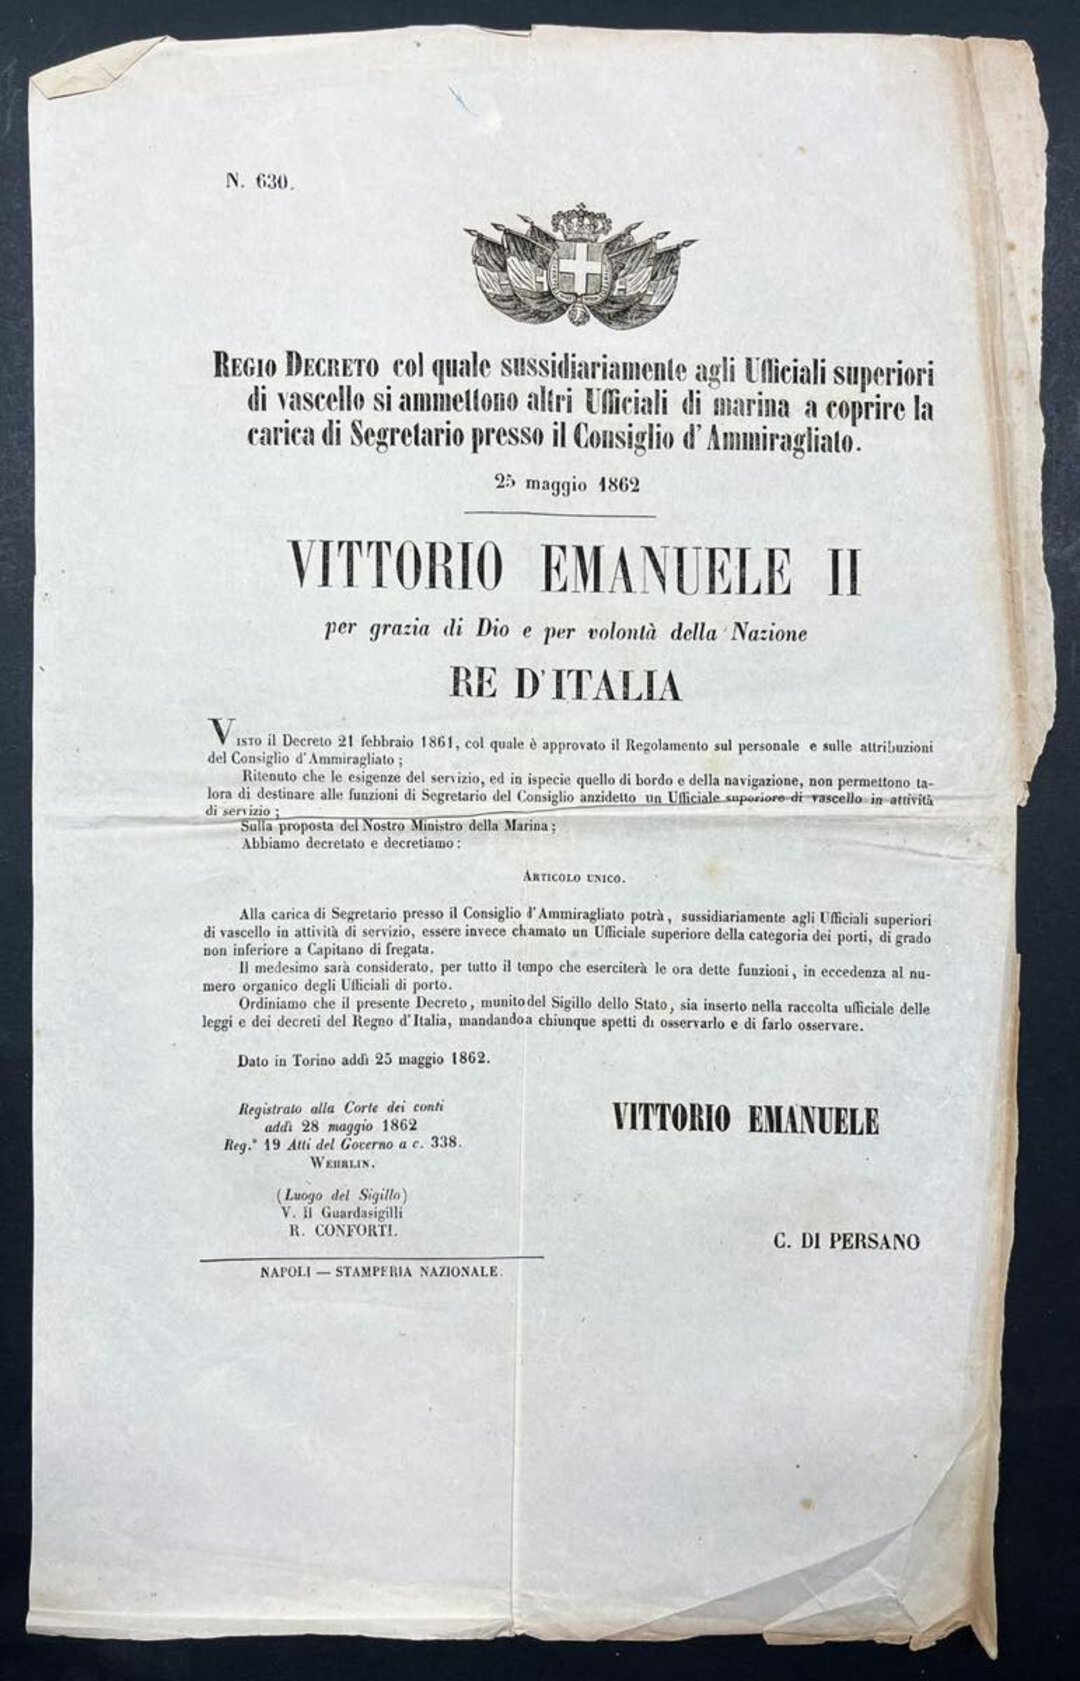 N. 630.
REGIO DECRETO col quale sussidiariamente agli Ufficiali superiori
di vascello si ammettono altri Ufficiali di marina a coprire la
carica di Segretario presso il Consiglio d'Ammiragliato.
25 maggio 1862
VITTORIO EMANUELE II
per grazia di Dio e per volontà della Nazione
RE D'ITALIA
VISTO il Decreto 21 febbraio 1861, col quale è approvato il Regolamento sul personale e sulle attribuzioni
del Consiglio d'Ammiragliato ;
Ritenuto che le esigenze del servizio, ed in ispecie quello di bordo e della navigazione, non permettono ta-
lora di destinare alle funzioni di Segretario del Consiglio anzidetto un Ufficiale superiore di vascello in attività
di servizio ;
Sulla proposta del Nostro Ministro della Marina ;
Abbiamo decretato e decretiamo :
ARTICOLO UNICO.
Alla carica di Segretario presso il Consiglio d'Ammiragliato potrà, sussidiariamente agli Ufficiali superiori
di vascello in attività di servizio, essere invece chamato un Ufficiale superiore della categoria dei porti, di grado
non inferiore a Capitano di fregata.
Il medesimo sarà considerato, per tutto il tempo che eserciterà le ora dette funzioni, in eccedenza al nu-
mero organico degli Ufficiali di porto.
Ordiniamo che il presente Decreto, munito del Sigillo dello Stato, sia inserto nella raccolta ufficiale delle
leggi e dei decreti del Regno d'Italia, mandando a chiunque spetti di osservarlo e di farlo osservare.
Dato in Torino addì 25 maggio 1862.
Registrato alla Corte dei conti
addì 28 maggio 1862
Reg.° 19 Atti del Governo a c. 338.
WEHRLIN.
(Luogo del Sigillo)
V. Il Guardasigilli
R. CONFORTI.
VITTORIO EMANUELE
C. DI PERSANO
NAPOLI — STAMPERIA NAZIONALE.